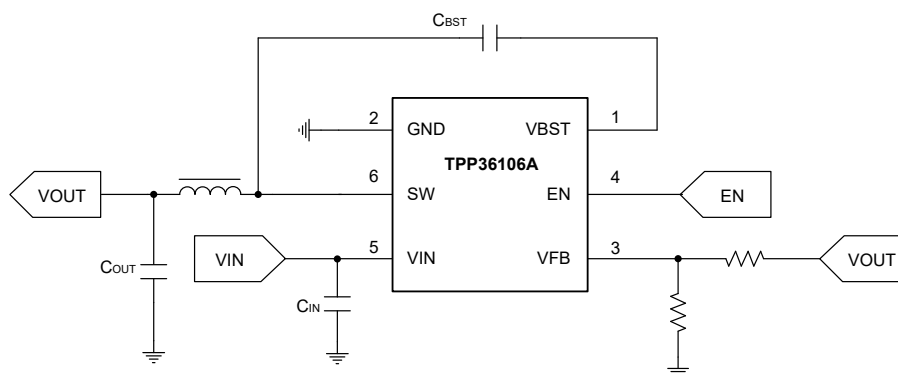 CBST
2 GND VBST 1
TPP36106A
VOUT 6 SW EN 4 EN
VIN 5 VIN VFB 3 VOUT
COUT
CIN